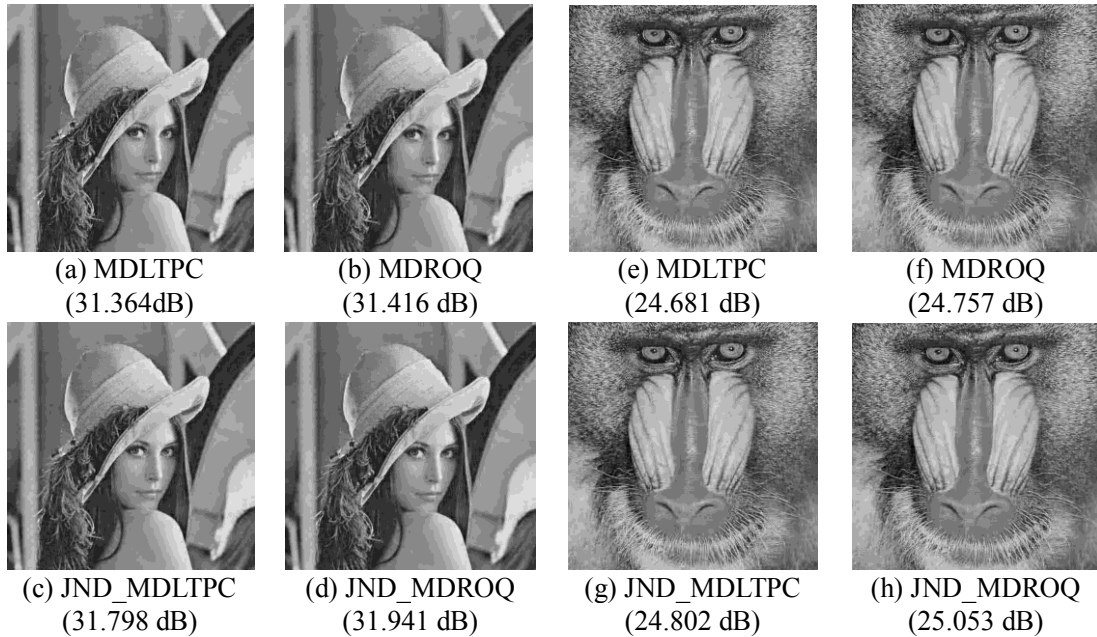 (a) MDLTPC
(31.364dB)
(b) MDROQ
(31.416 dB)
(e) MDLTPC
(24.681 dB)
(f) MDROQ
(24.757 dB)
(c) JND_MDLTPC
(31.798 dB)
(d) JND_MDROQ
(31.941 dB)
(g) JND_MDLTPC
(24.802 dB)
(h) JND_MDROQ
(25.053 dB)